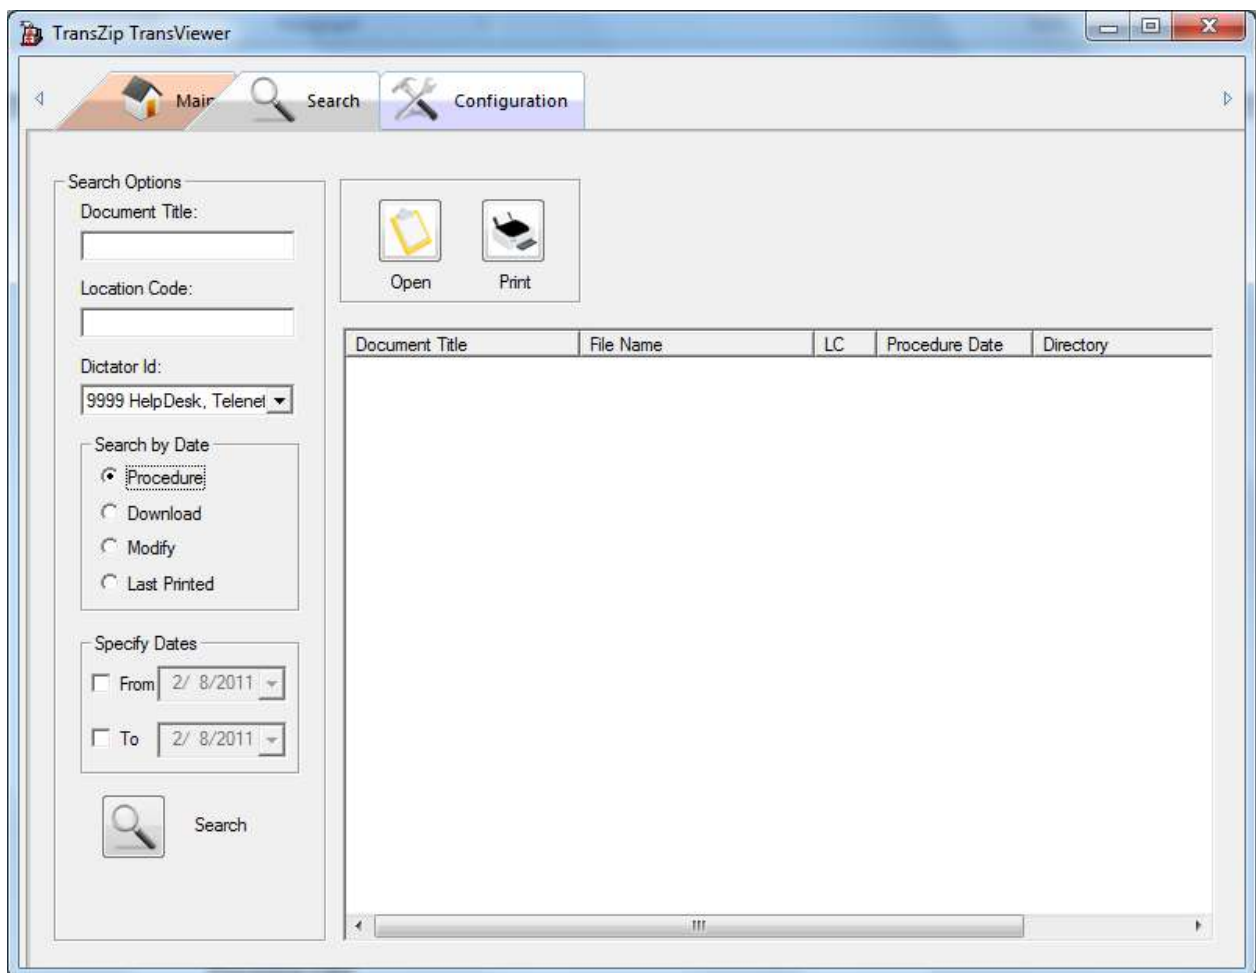 TransZip TransViewer
Main
Search
Configuration
Search Options
Document Title:
Location Code:
Dictator Id:
9999 HelpDesk, Telenet
Search by Date
Procedure
Download
Modify
Last Printed
Specify Dates
From 2/ 8/2011
To 2/ 8/2011
Search
Open Print
Document Title File Name LC Procedure Date Directory